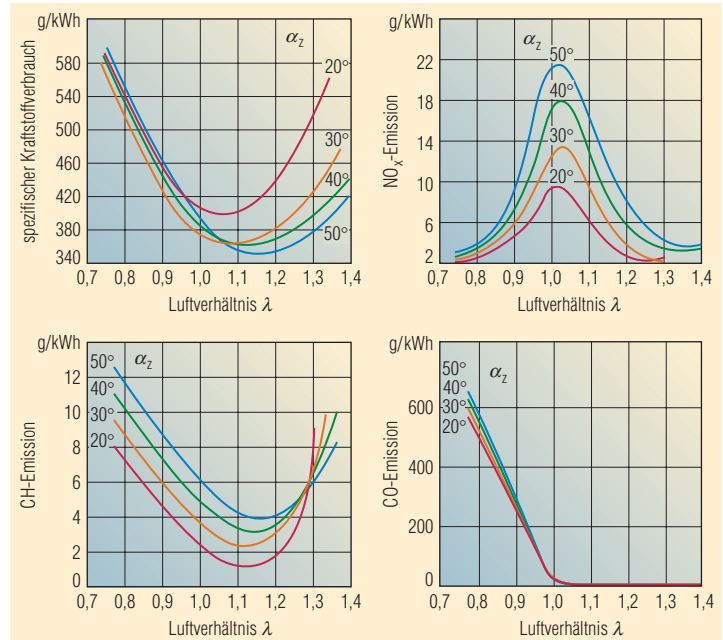 g/kWh
580
540
500
460
420
380
340
spezifischer Kraftstoffverbrauch
α_z
20°
30°
40°
50°
0,7 0,8 0,9 1,0 1,1 1,2 1,3 1,4
Luftverhältnis λ
g/kWh
22
18
14
10
6
2
NO_x-Emission
α_z
50°
40°
30°
20°
0,7 0,8 0,9 1,0 1,1 1,2 1,3 1,4
Luftverhältnis λ
g/kWh
12
10
8
6
4
2
0
CH-Emission
50° α_z
40°
30°
20°
0,7 0,8 0,9 1,0 1,1 1,2 1,3 1,4
Luftverhältnis λ
g/kWh
600
400
200
0
CO-Emission
α_z
50°
40°
30°
20°
0,7 0,8 0,9 1,0 1,1 1,2 1,3 1,4
Luftverhältnis λ